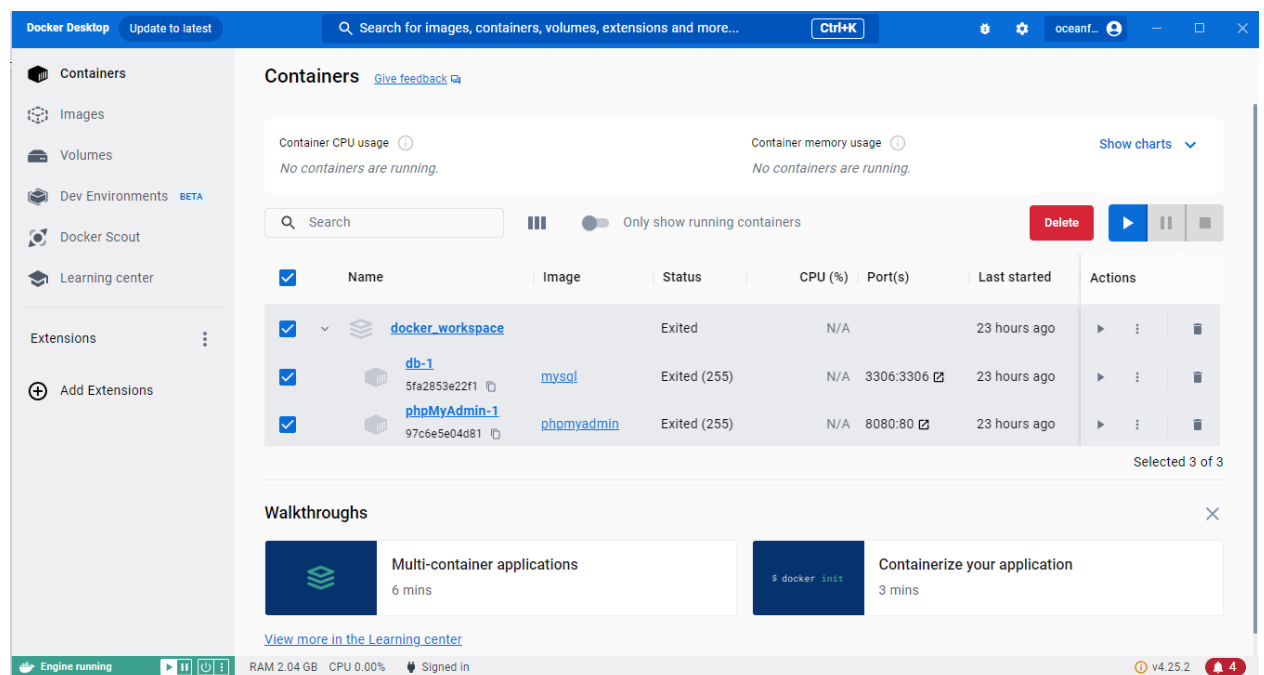 Docker Desktop Update to latest Search for images, containers, volumes, extensions and more... Ctrl+K oceanf...
Containers
Images
Volumes
Dev Environments BETA
Docker Scout
Learning center
Extensions
Add Extensions
Containers Give feedback
Container CPU usage
No containers are running.
Container memory usage
No containers are running.
Show charts
Search
Only show running containers
Delete
Name Image Status CPU (%) Port(s) Last started Actions
docker_workspace Exited N/A 23 hours ago
db-1
5fa2853e22f1
mysql Exited (255) N/A 3306:3306 23 hours ago
phpMyAdmin-1
97c6e5e04d81
phpmyadmin Exited (255) N/A 8080:80 23 hours ago
Selected 3 of 3
Walkthroughs
Multi-container applications
6 mins
$ docker init
Containerize your application
3 mins
View more in the Learning center
Engine running RAM 2.04 GB CPU 0.00% Signed in v4.25.2 4